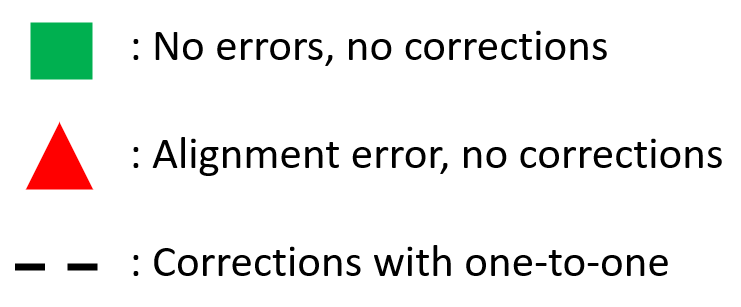 : No errors, no corrections
: Alignment error, no corrections
: Corrections with one-to-one